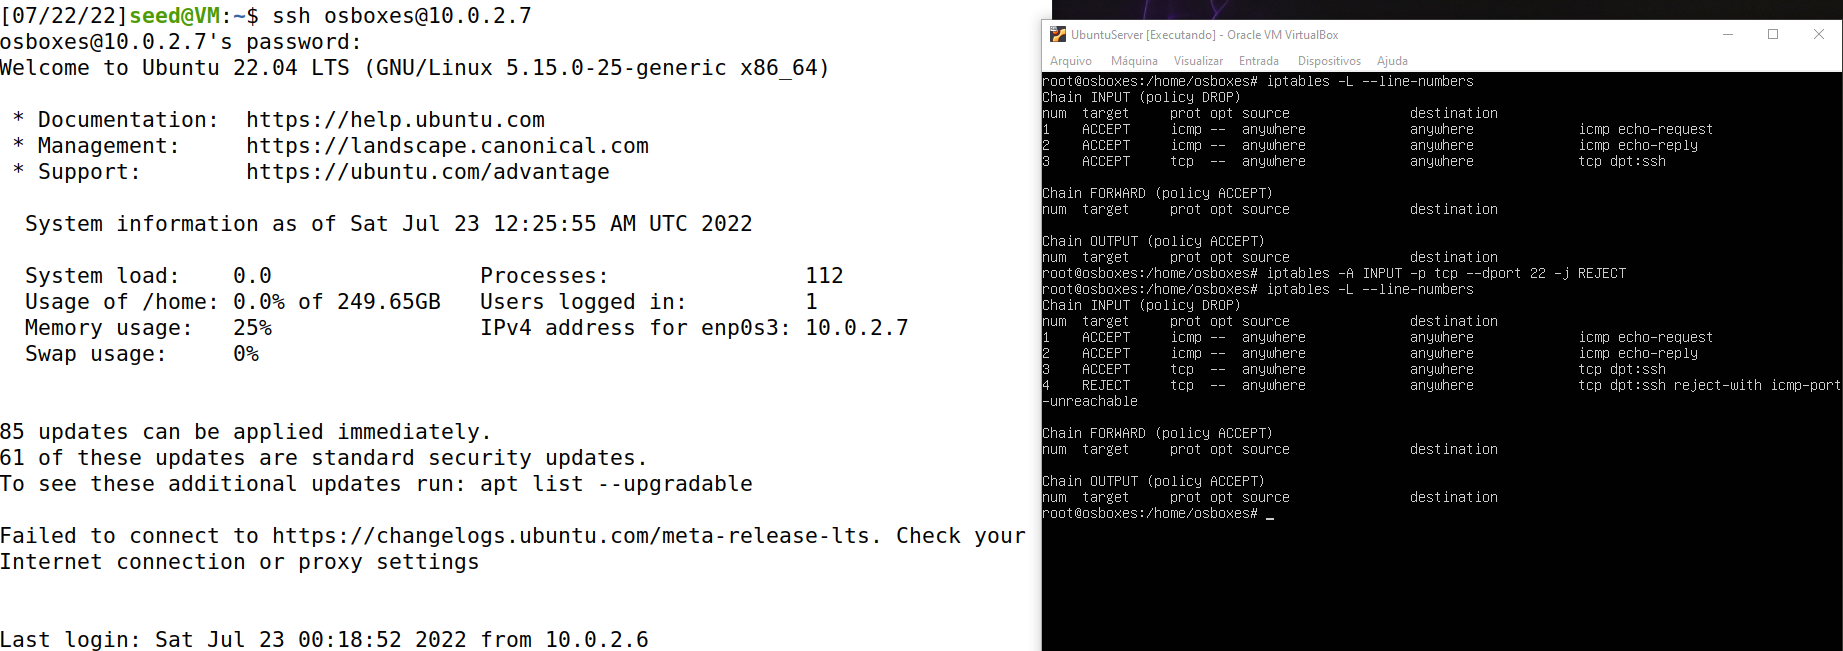 [07/22/22]seed@VM:~$ ssh osboxes@10.0.2.7
osboxes@10.0.2.7's password:
Welcome to Ubuntu 22.04 LTS (GNU/Linux 5.15.0-25-generic x86_64)
* Documentation:  https://help.ubuntu.com
* Management:     https://landscape.canonical.com
* Support:        https://ubuntu.com/advantage
System information as of Sat Jul 23 12:25:55 AM UTC 2022
System load:    0.0                 Processes:               112
Usage of /home: 0.0% of 249.65GB   Users logged in:         1
Memory usage:   25%                IPv4 address for enp0s3: 10.0.2.7
Swap usage:     0%
85 updates can be applied immediately.
61 of these updates are standard security updates.
To see these additional updates run: apt list --upgradable
Failed to connect to https://changelogs.ubuntu.com/meta-release-lts. Check your
Internet connection or proxy settings
Last login: Sat Jul 23 00:18:52 2022 from 10.0.2.6
UbuntuServer [Executando] - Oracle VM VirtualBox
Arquivo Máquina Visualizar Entrada Dispositivos Ajuda
root@osboxes:/home/osboxes# iptables -L --line-numbers
Chain INPUT (policy DROP)
num  target     prot opt source               destination
1    ACCEPT     icmp --  anywhere             anywhere             icmp echo-request
2    ACCEPT     icmp --  anywhere             anywhere             icmp echo-reply
3    ACCEPT     tcp  --  anywhere             anywhere             tcp dpt:ssh
Chain FORWARD (policy ACCEPT)
num  target     prot opt source               destination
Chain OUTPUT (policy ACCEPT)
num  target     prot opt source               destination
root@osboxes:/home/osboxes# iptables -A INPUT -p tcp --dport 22 -j REJECT
root@osboxes:/home/osboxes# iptables -L --line-numbers
Chain INPUT (policy DROP)
num  target     prot opt source               destination
1    ACCEPT     icmp --  anywhere             anywhere             icmp echo-request
2    ACCEPT     icmp --  anywhere             anywhere             icmp echo-reply
3    ACCEPT     tcp  --  anywhere             anywhere             tcp dpt:ssh
4    REJECT     tcp  --  anywhere             anywhere             tcp dpt:ssh reject-with icmp-port
-unreachable
Chain FORWARD (policy ACCEPT)
num  target     prot opt source               destination
Chain OUTPUT (policy ACCEPT)
num  target     prot opt source               destination
root@osboxes:/home/osboxes# _